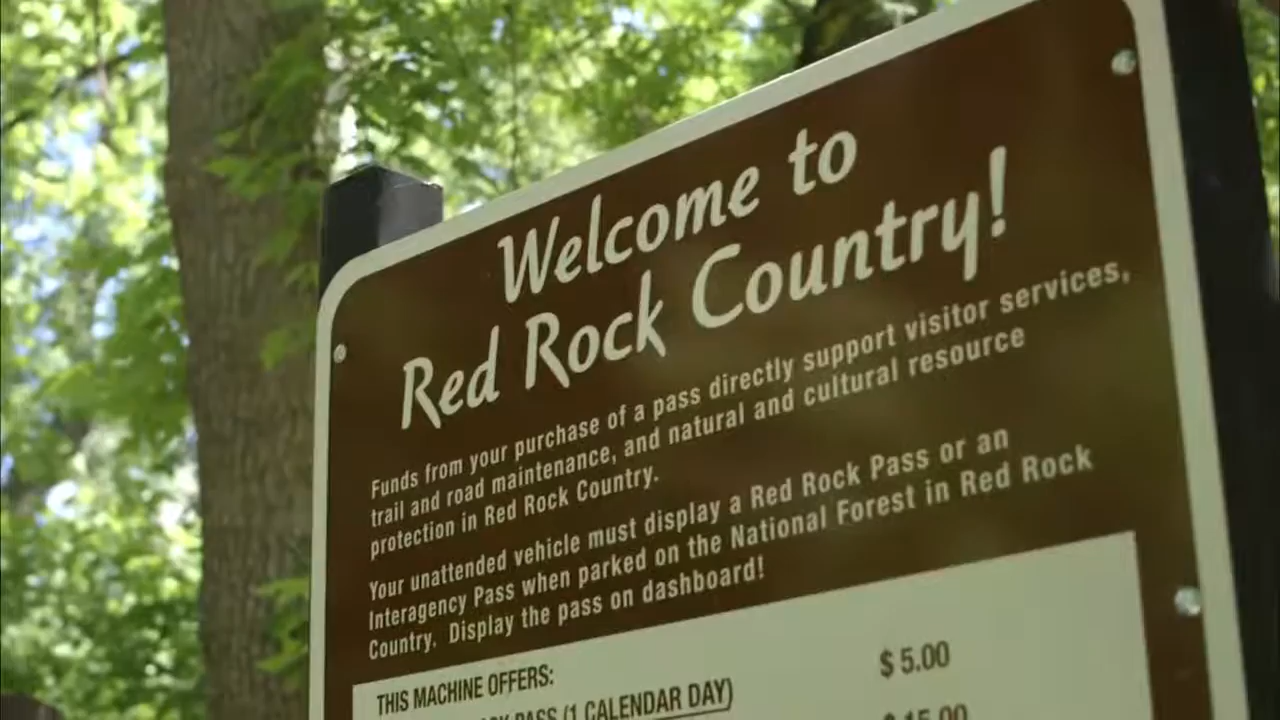 Welcome to
Red Rock Country!
Funds from your purchase of a pass directly support visitor services,
trail and road maintenance, and natural and cultural resource
protection in Red Rock Country.
Your unattended vehicle must display a Red Rock Pass or an
Interagency Pass when parked on the National Forest in Red Rock
Country. Display the pass on dashboard!
THIS MACHINE OFFERS:
PASS (1 CALENDAR DAY) $ 5.00
$ 15.00